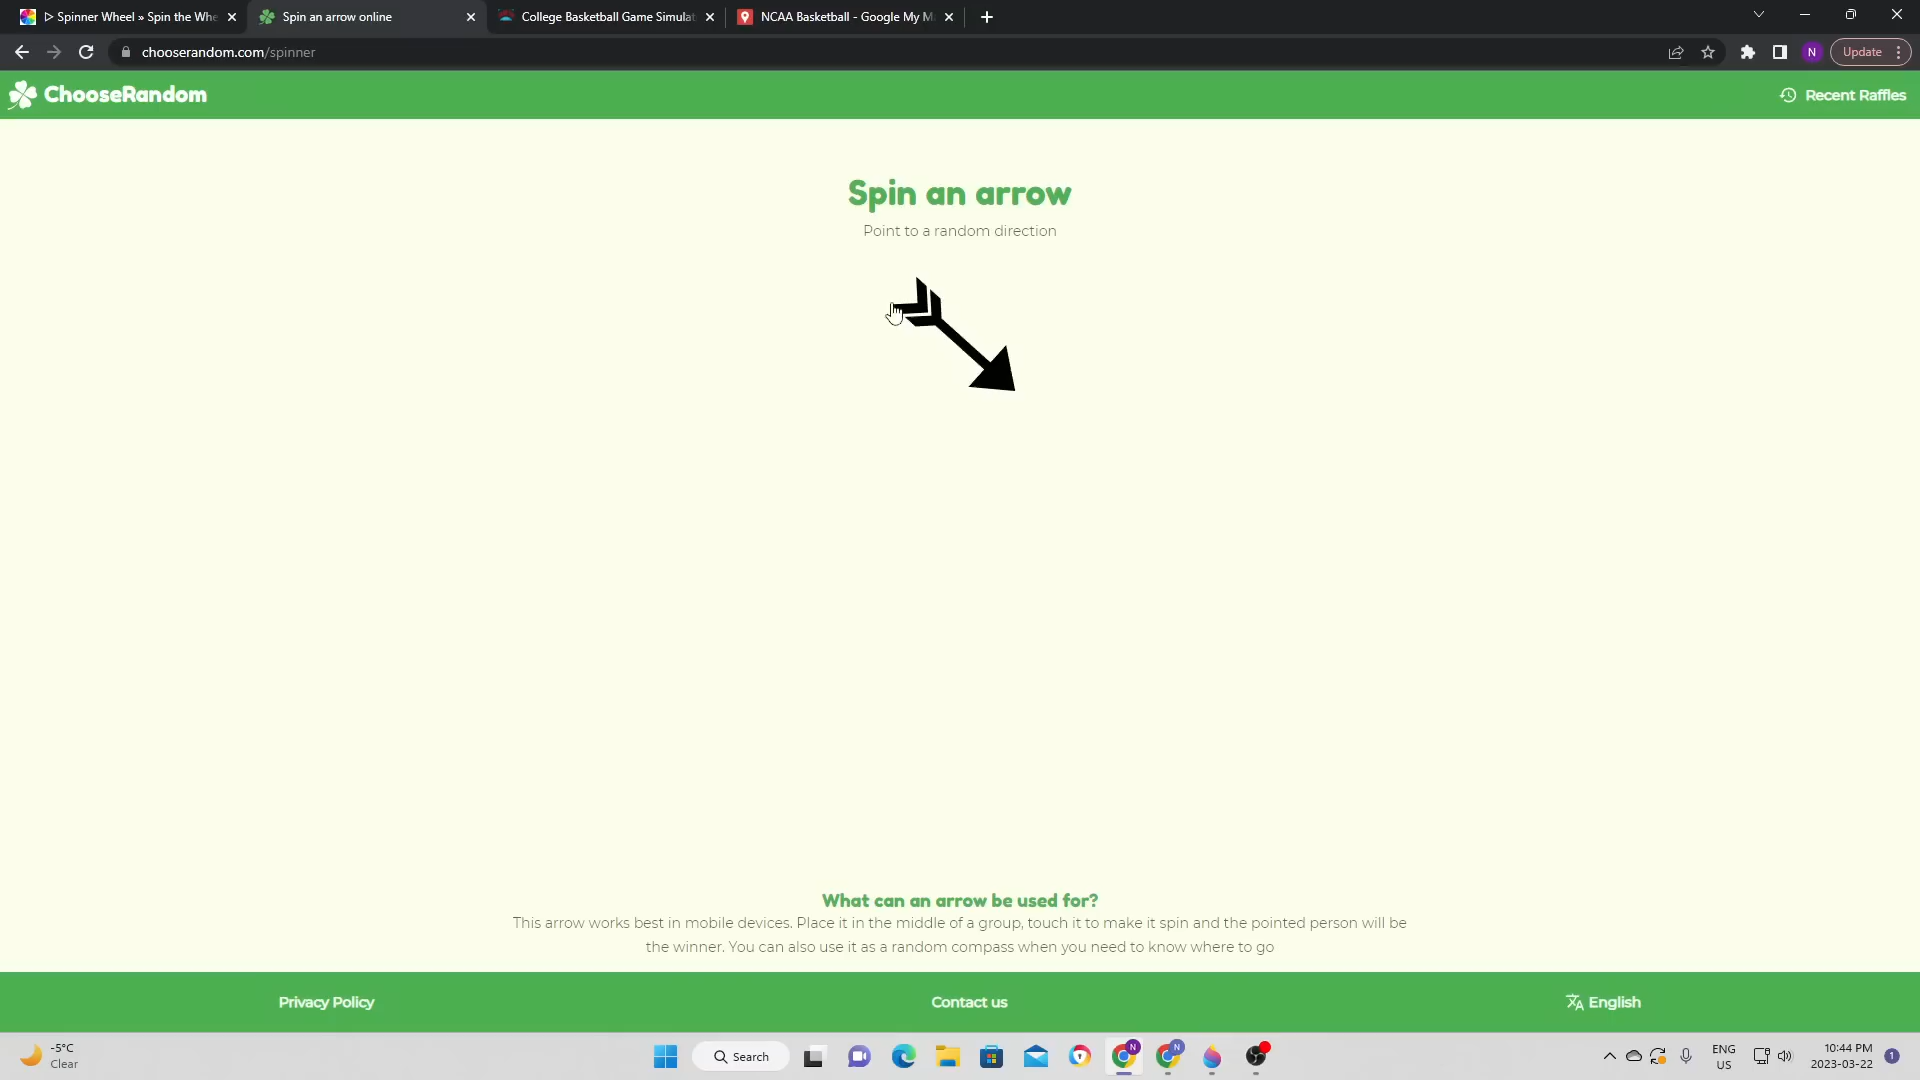 ▷ Spinner Wheel » Spin the Whe
Spin an arrow online
College Basketball Game Simulat
NCAA Basketball - Google My M
chooserandom.com/spinner
N
Update
ChooseRandom
Recent Raffles
Spin an arrow
Point to a random direction
What can an arrow be used for?
This arrow works best in mobile devices. Place it in the middle of a group, touch it to make it spin and the pointed person will be
the winner. You can also use it as a random compass when you need to know where to go
Privacy Policy
Contact us
English
-5°C
Clear
Search
N
N
ENG
US
10:44 PM
2023-03-22
1